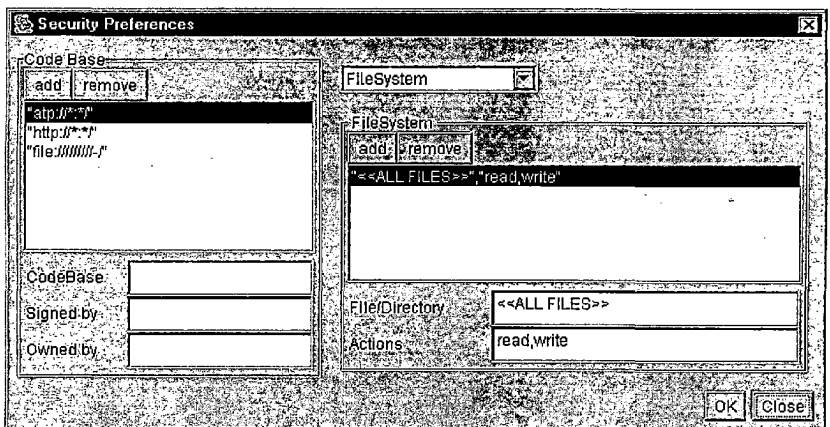 Security Preferences
Code Base
add remove
"atp://*:*/"
"http://*:*/"
"file://////////-/"
CodeBase
Signed by
Owned by
FileSystem
FileSystem
add remove
"<<ALL FILES>>","read,write"
File/Directory <<ALL FILES>>
Actions read,write
OK Close